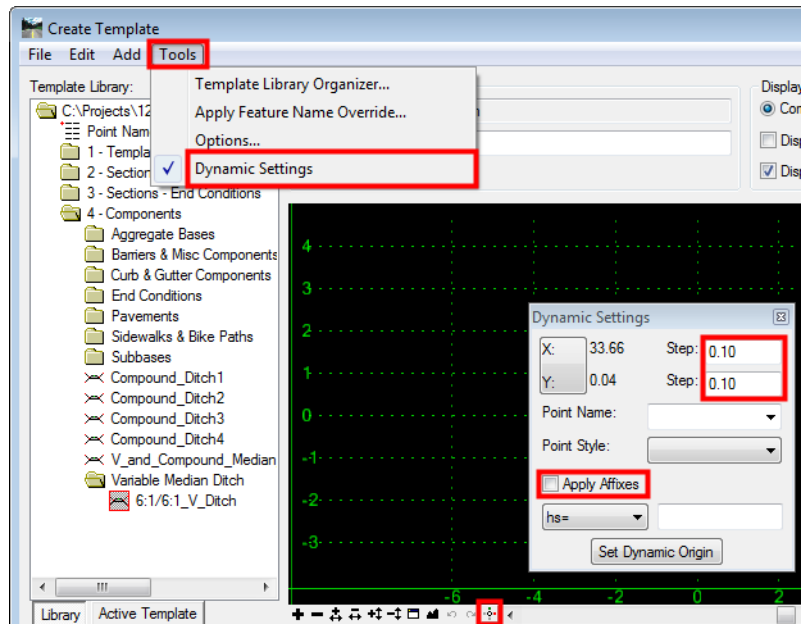 Create Template
File Edit Add Tools
Template Library Organizer...
Apply Feature Name Override...
Options...
Dynamic Settings
Template Library:
C:\Projects\12
Point Nam
1 - Templa
2 - Section
3 - Sections - End Conditions
4 - Components
Aggregate Bases
Barriers & Misc Components
Curb & Gutter Components
End Conditions
Pavements
Sidewalks & Bike Paths
Subbases
Compound_Ditch1
Compound_Ditch2
Compound_Ditch3
Compound_Ditch4
V_and_Compound_Median
Variable Median Ditch
6:1/6:1_V_Ditch
Library Active Template
Display
Com
Disp
Disp
4
3
2
1
0
-1
-2
-3
-6 -4 -2 0 2
Dynamic Settings
X: 33.66 Step: 0.10
Y: 0.04 Step: 0.10
Point Name:
Point Style:
Apply Affixes
hs=
Set Dynamic Origin